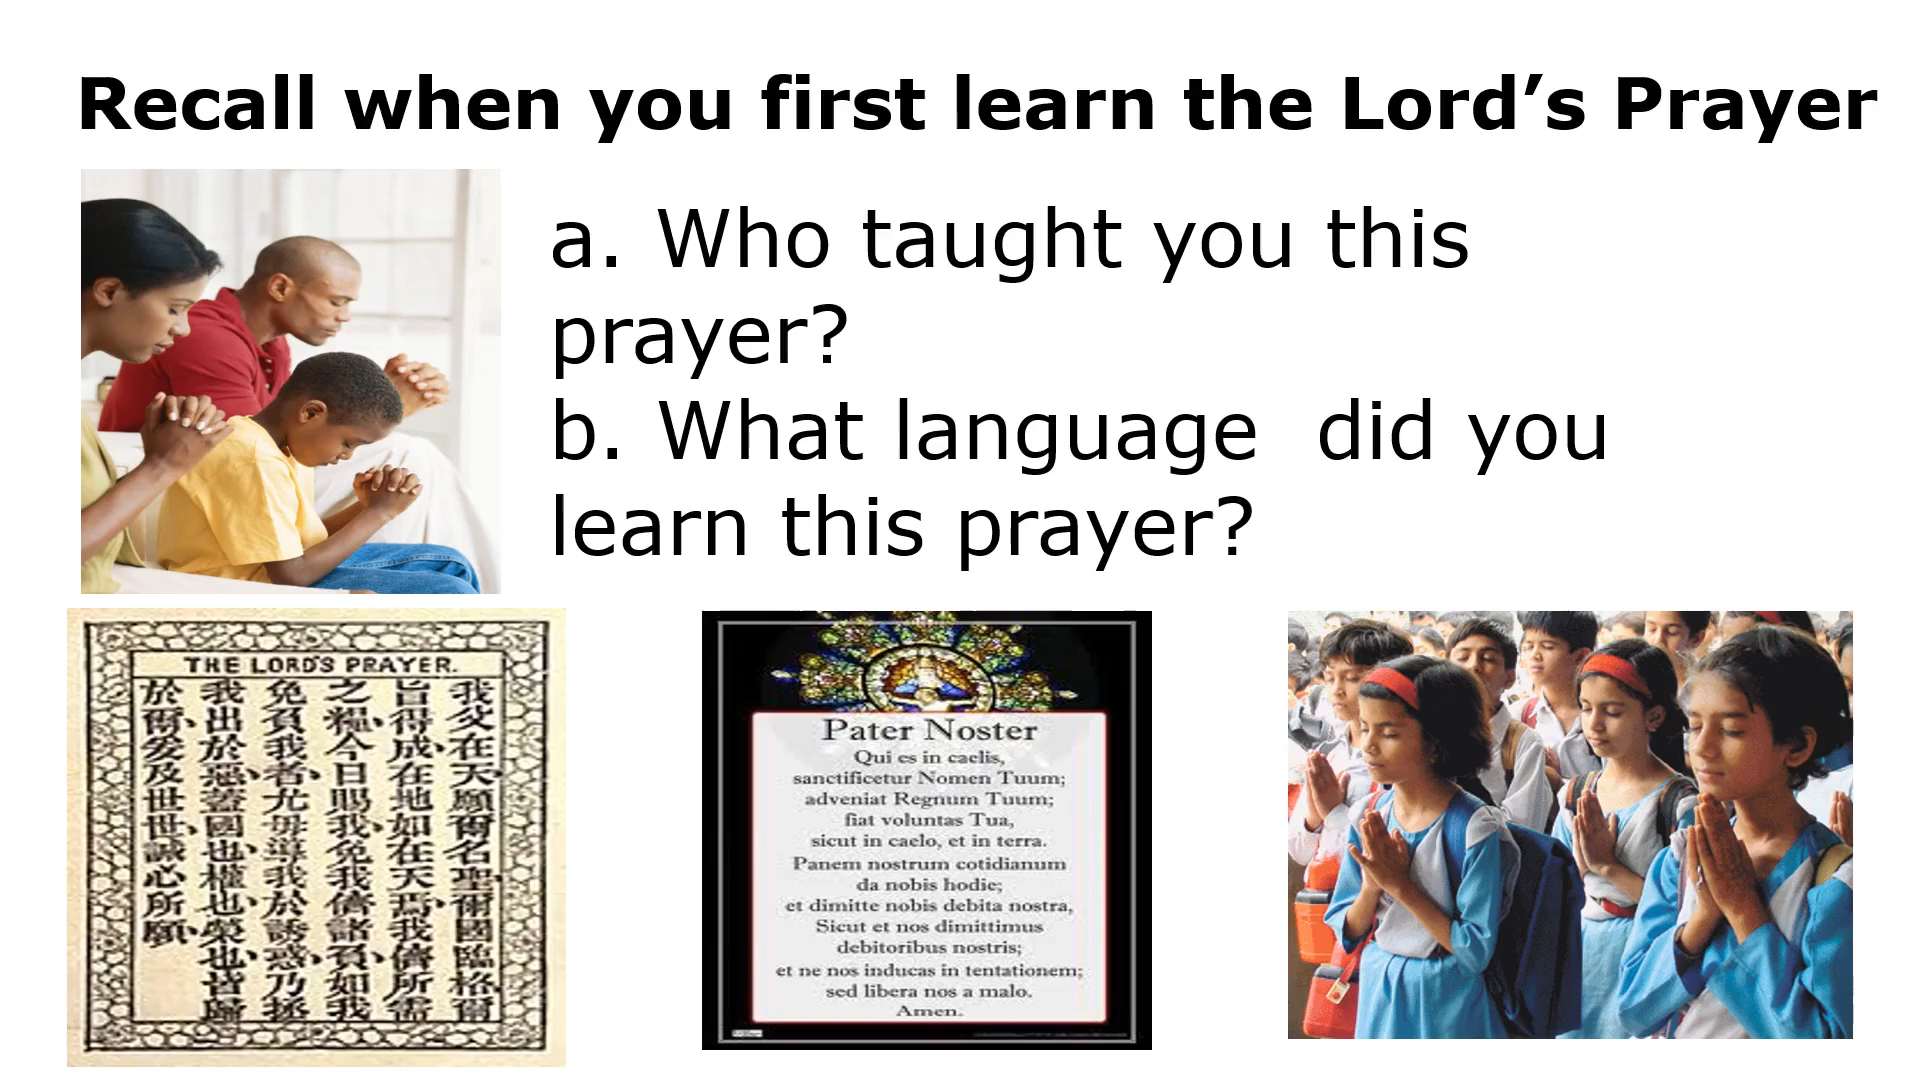 Recall when you first learn the Lord’s Prayer
a. Who taught you this
prayer?
b. What language  did you
learn this prayer?
THE LORD'S PRAYER.
我父在天願爾名聖爾國臨格爾
旨得成在地如在天焉我儕所需
之糧今日賜我免我儕諸負如我
免負我者尤毋導我於誘惑乃拯
我出於惡蓋國也權也榮也皆歸
於爾爰及世世誠心所願
Pater Noster
Qui es in caelis,
sanctificetur Nomen Tuum;
adveniat Regnum Tuum;
fiat voluntas Tua,
sicut in caelo, et in terra.
Panem nostrum cotidianum
da nobis hodie;
et dimitte nobis debita nostra,
Sicut et nos dimittimus
debitoribus nostris;
et ne nos inducas in tentationem;
sed libera nos a malo.
Amen.